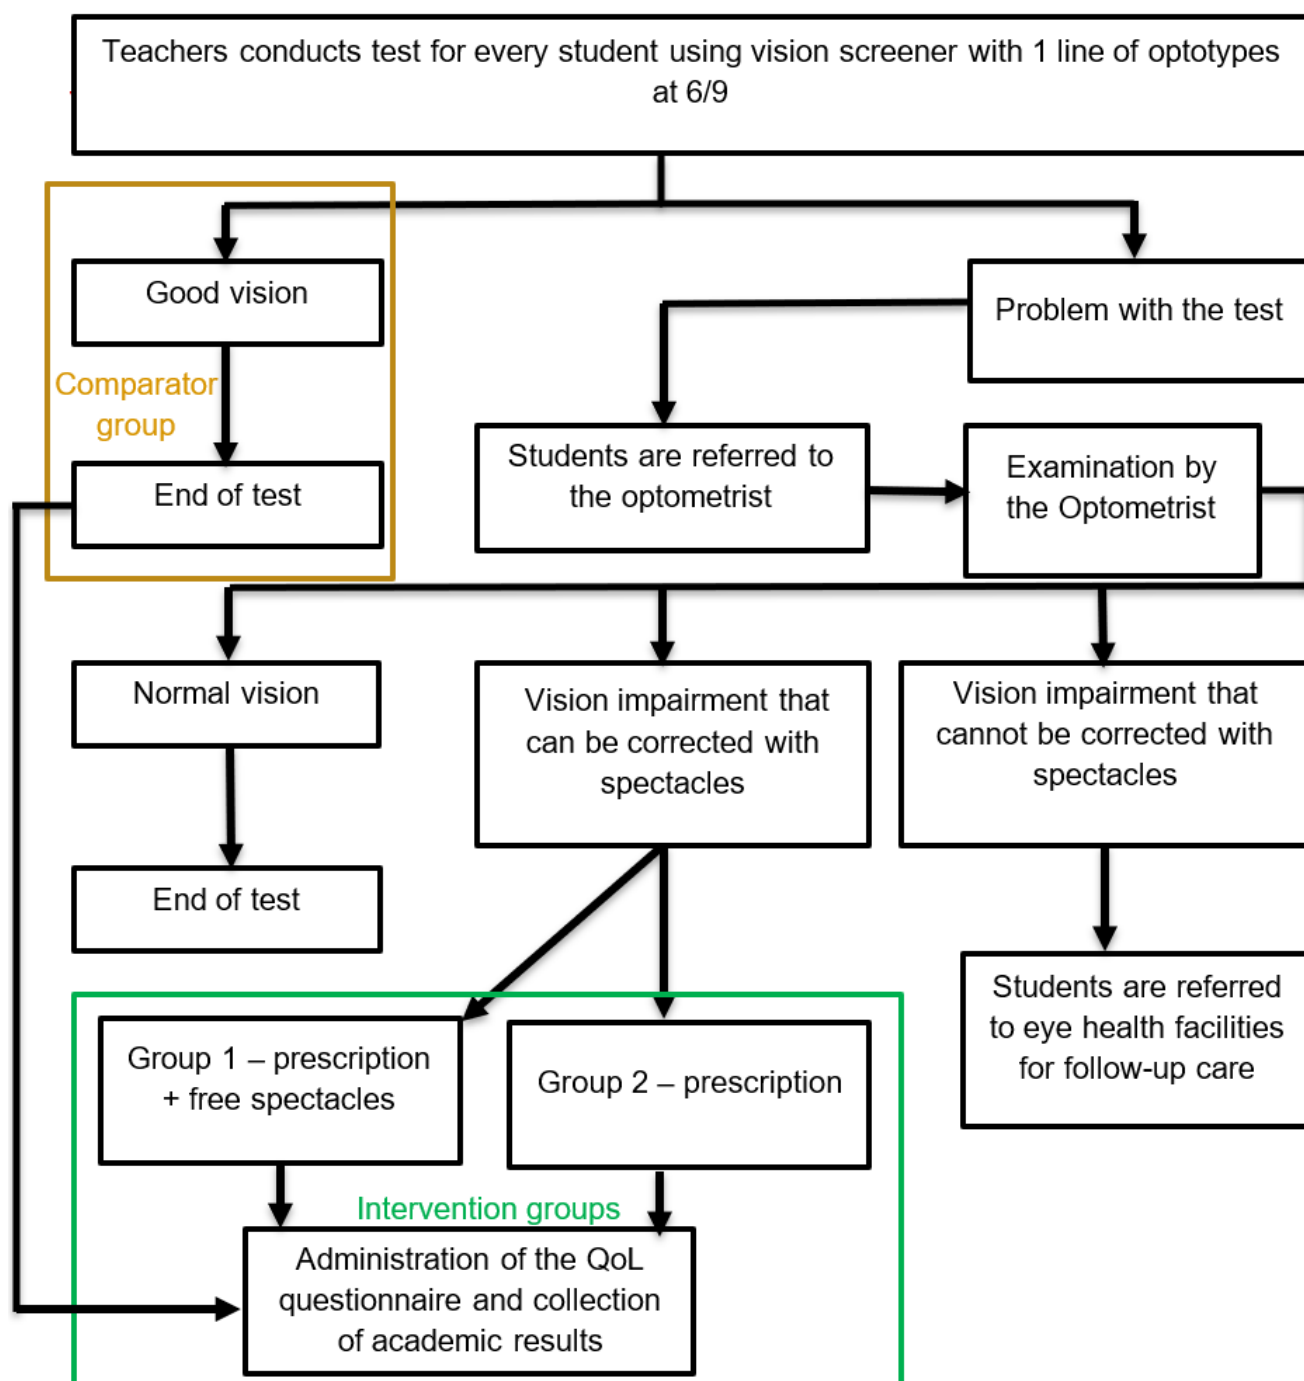 Teachers conducts test for every student using vision screener with 1 line of optotypes
at 6/9
Good vision
Problem with the test
Comparator
group
End of test
Students are referred to
the optometrist
Examination by
the Optometrist
Normal vision
Vision impairment that
can be corrected with
spectacles
Vision impairment that
cannot be corrected with
spectacles
End of test
Students are referred
to eye health facilities
for follow-up care
Group 1 – prescription
+ free spectacles
Group 2 – prescription
Intervention groups
Administration of the QoL
questionnaire and collection
of academic results